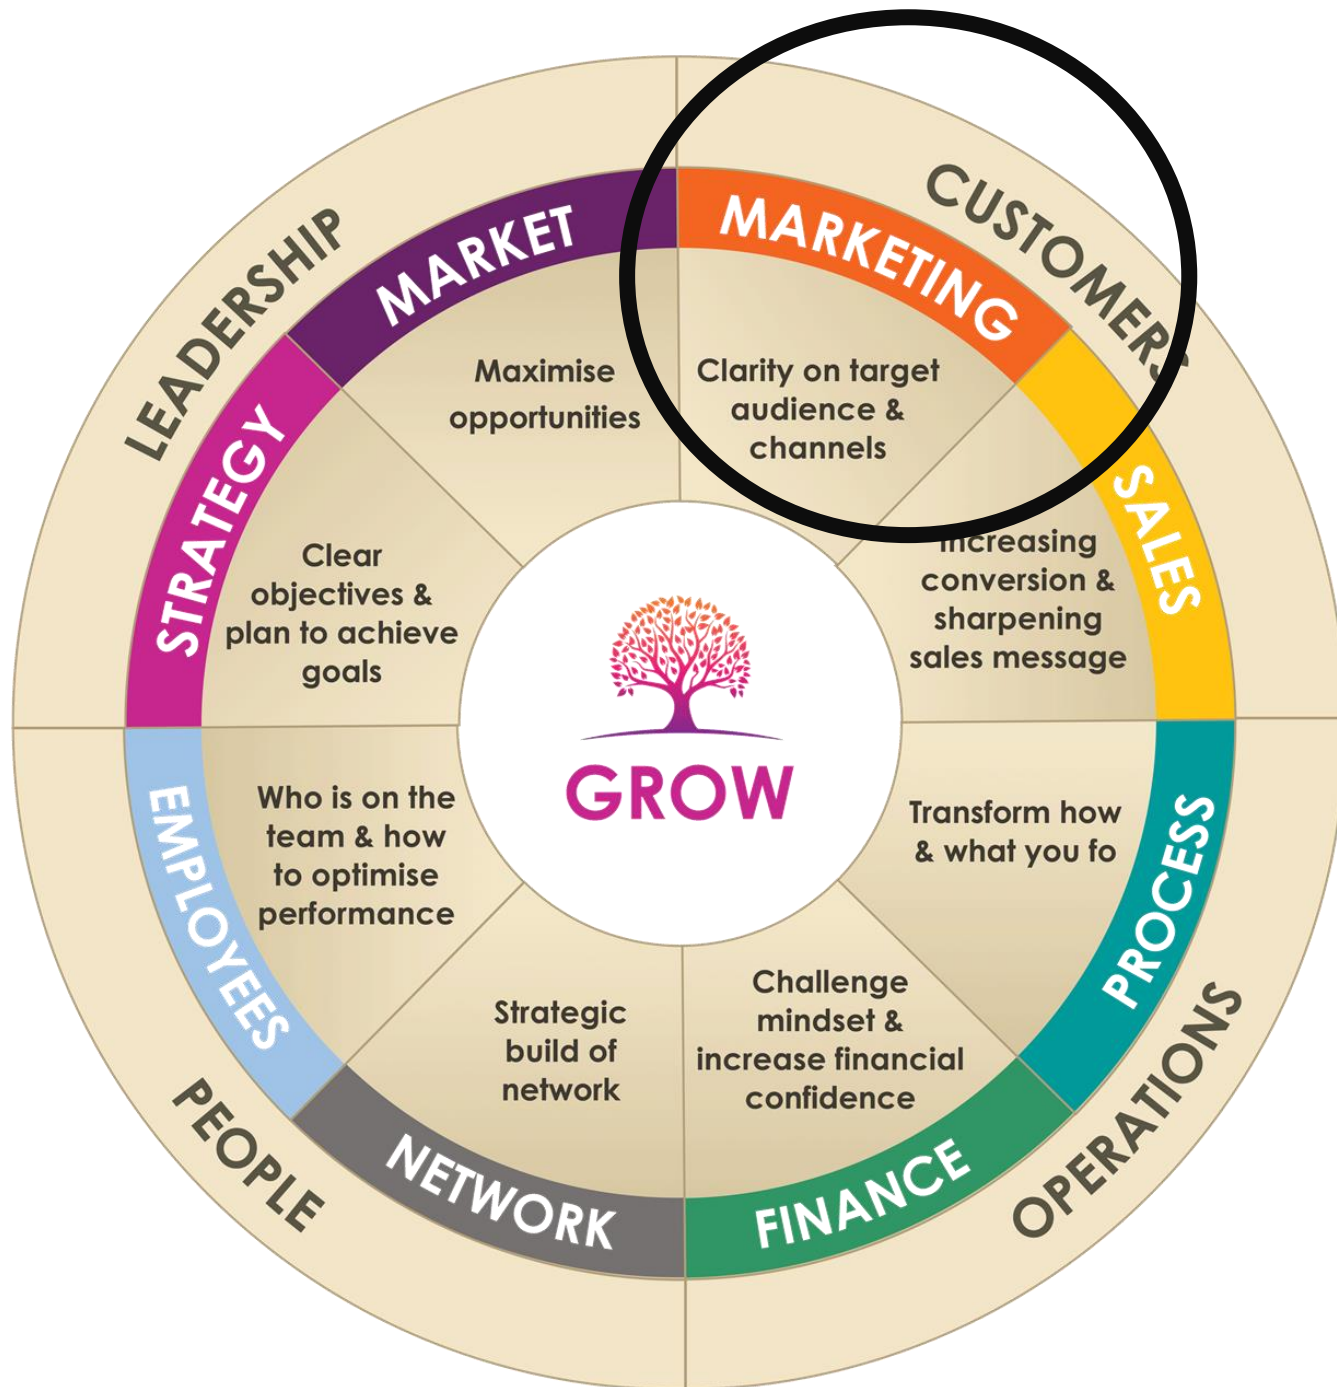 LEADERSHIP
CUSTOMERS
OPERATIONS
PEOPLE
MARKET
Maximise
opportunities
MARKETING
Clarity on target
audience &
channels
SALES
Increasing
conversion &
sharpening
sales message
PROCESS
Transform how
& what you fo
FINANCE
Challenge
mindset &
increase financial
confidence
NETWORK
Strategic
build of
network
EMPLOYEES
Who is on the
team & how
to optimise
performance
STRATEGY
Clear
objectives &
plan to achieve
goals
GROW